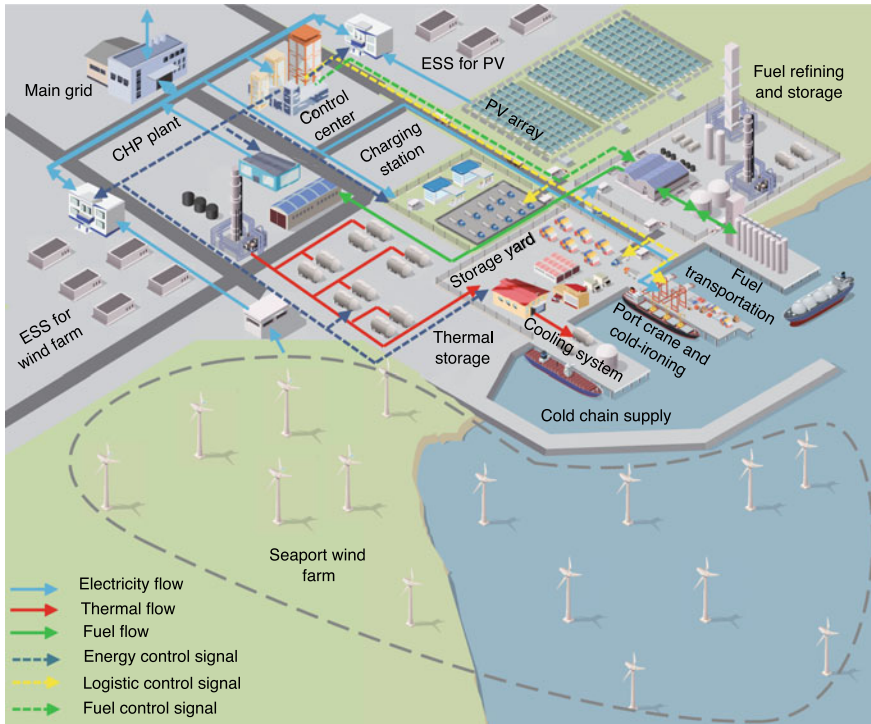 Main grid
ESS for PV
Fuel refining
and storage
PV array
Control
center
CHP plant
Charging
station
Storage yard
Fuel
transportation
Port crane and
cold-ironing
Cooling system
Thermal
storage
ESS for
wind farm
Cold chain supply
Seaport wind
farm
Electricity flow
Thermal flow
Fuel flow
Energy control signal
Logistic control signal
Fuel control signal